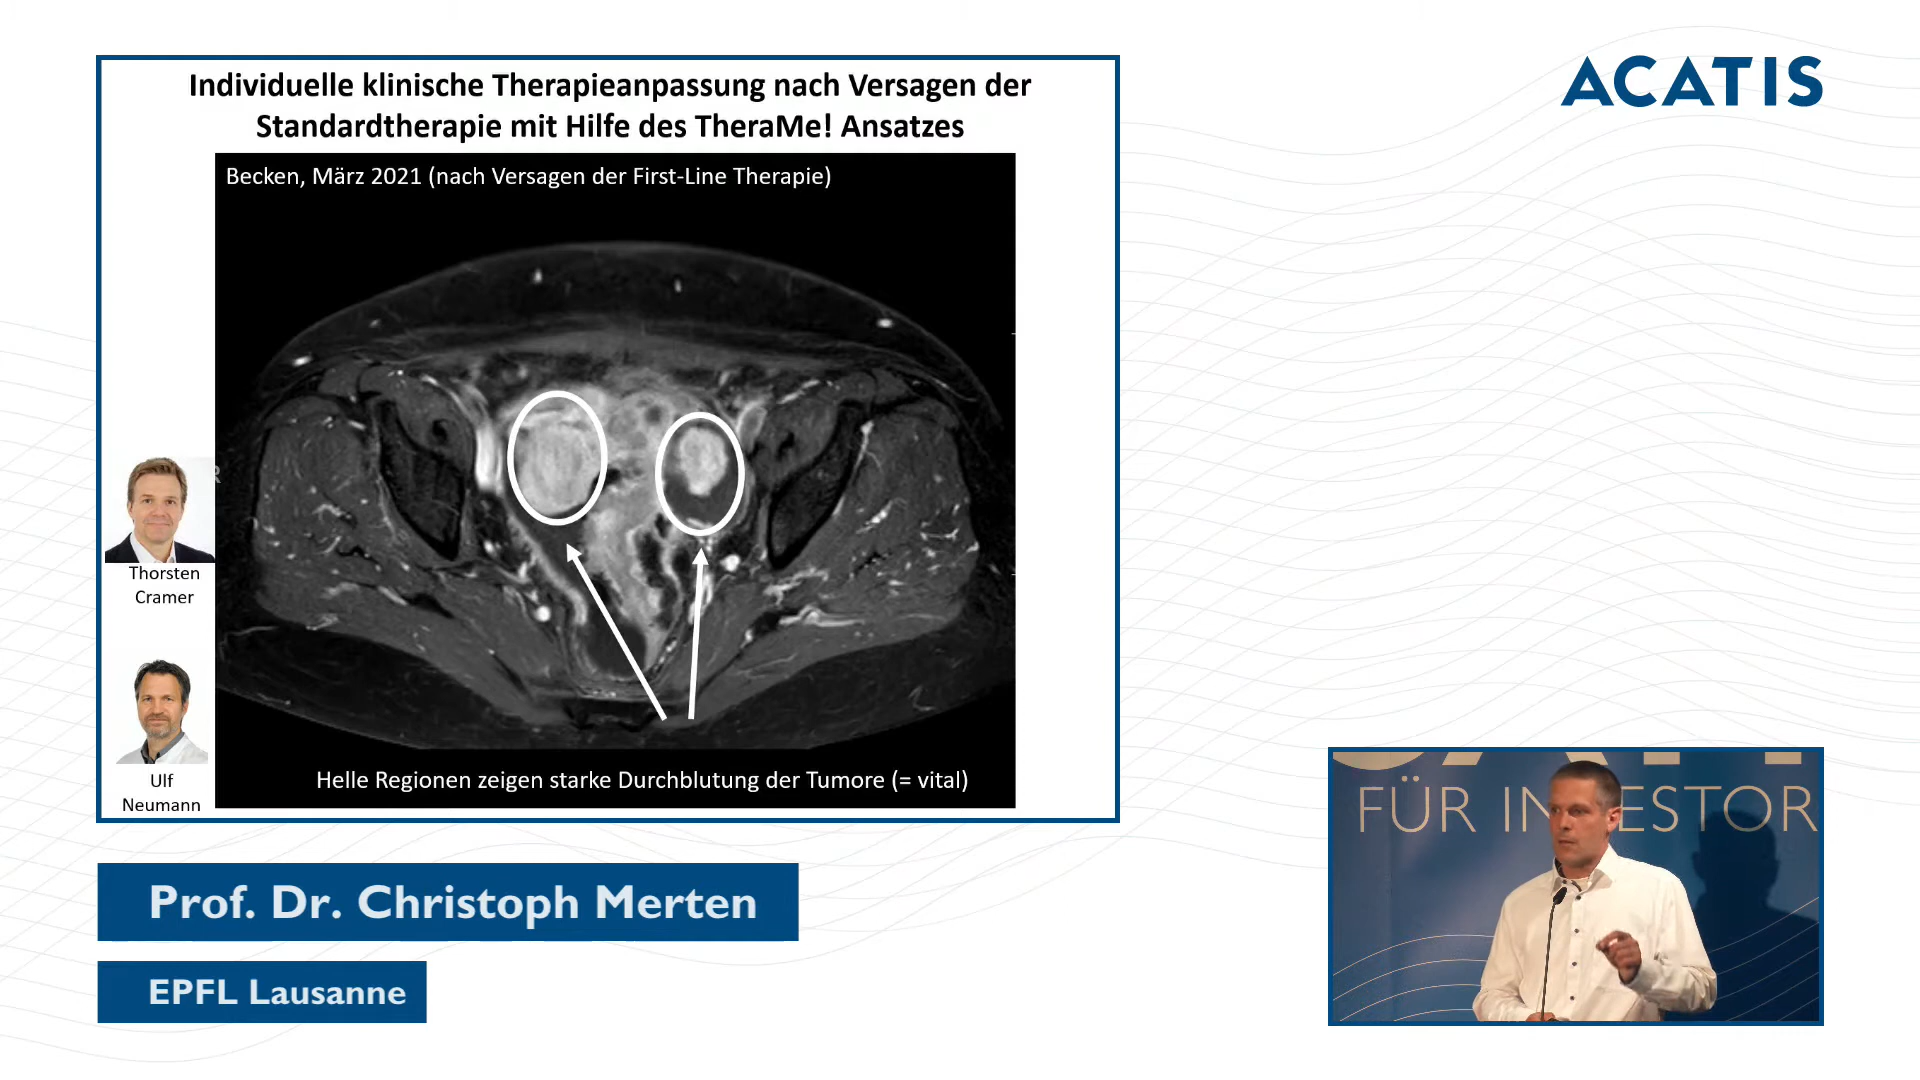 ACATIS
Individuelle klinische Therapieanpassung nach Versagen der
Standardtherapie mit Hilfe des TheraMe! Ansatzes
Becken, März 2021 (nach Versagen der First-Line Therapie)
R
Thorsten
Cramer
Ulf
Neumann
Helle Regionen zeigen starke Durchblutung der Tumore (= vital)
FÜR IN ESTOR
Prof. Dr. Christoph Merten
EPFL Lausanne